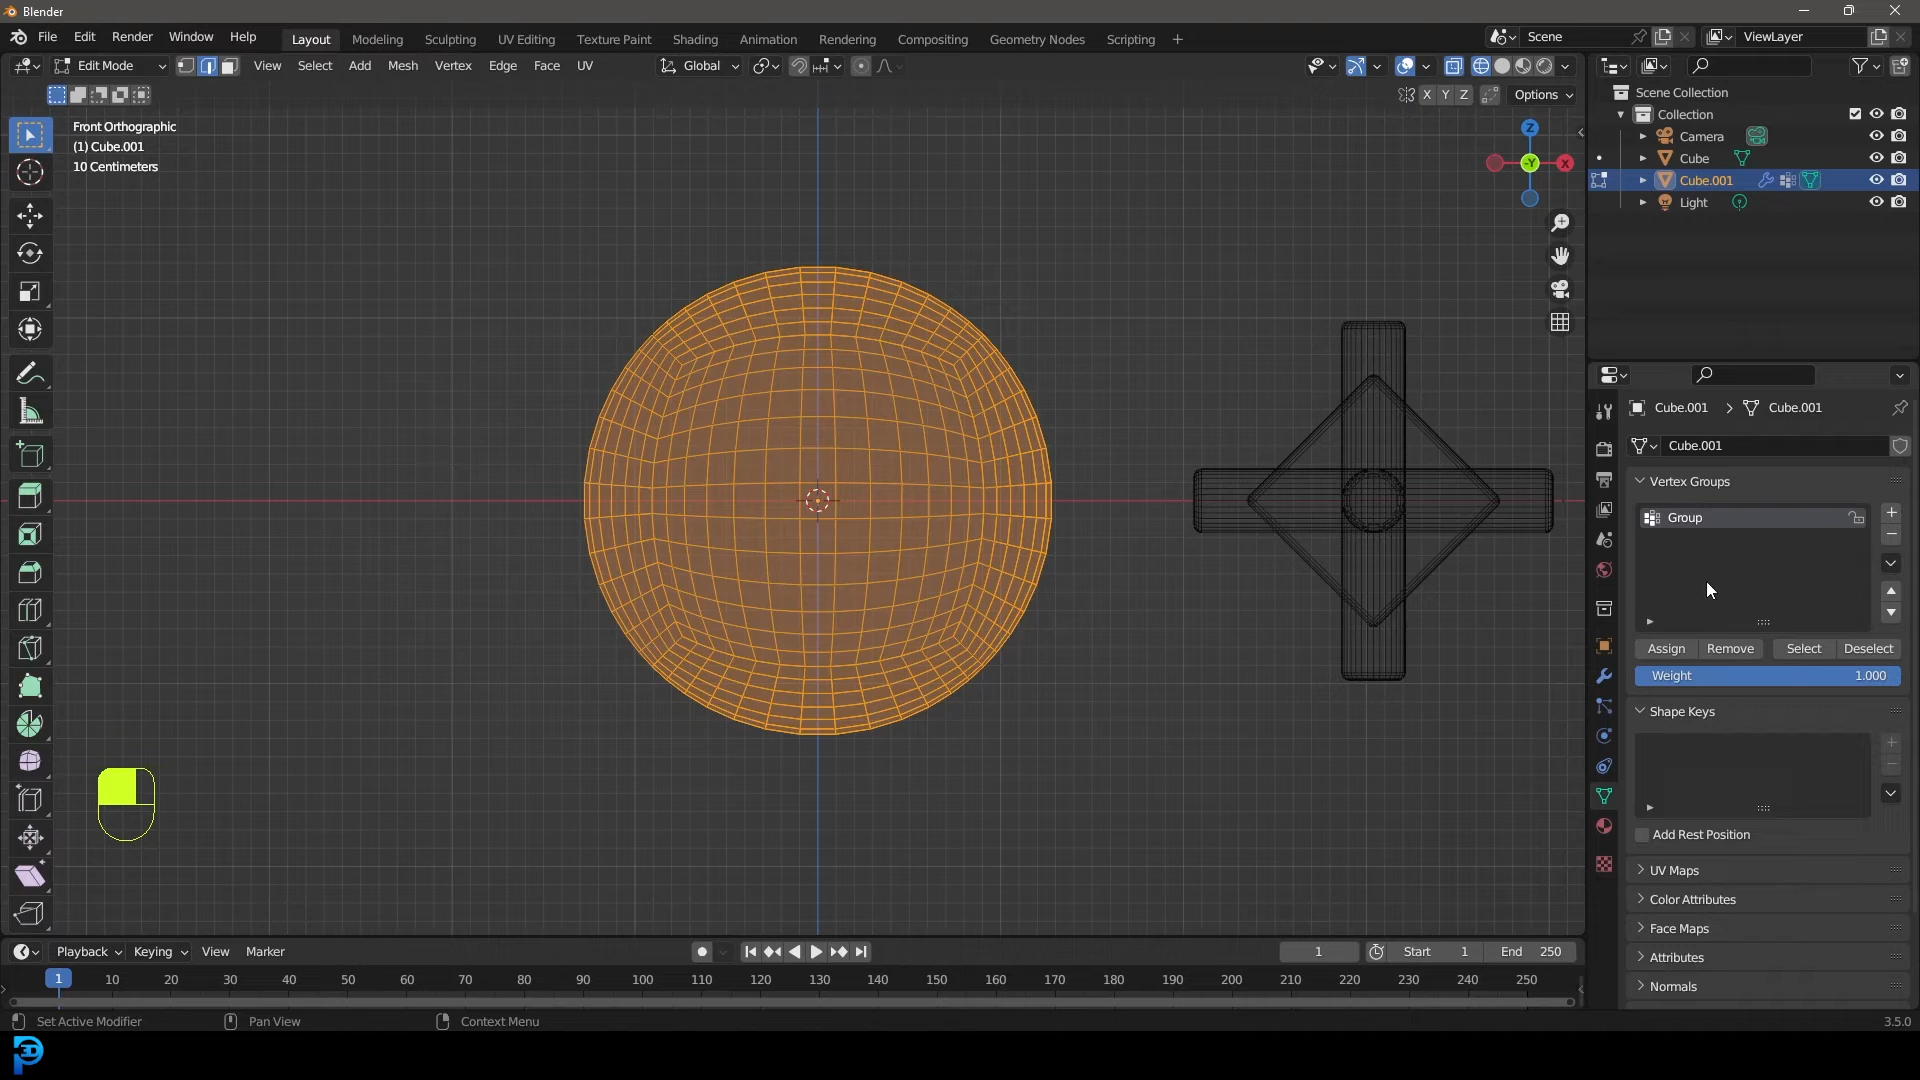 Blender
File Edit Render Window Help Layout Modeling Sculpting UV Editing Texture Paint Shading Animation Rendering Compositing Geometry Nodes Scripting + Scene ViewLayer
Edit Mode View Select Add Mesh Vertex Edge Face UV Global
X Y Z Options
Front Orthographic
(1) Cube.001
10 Centimeters
Z
-Y
X
Scene Collection
Collection
Camera
Cube
Cube.001
Light
Cube.001 > Cube.001
Cube.001
Vertex Groups
Group
Assign Remove Select Deselect
Weight 1.000
Shape Keys
Add Rest Position
UV Maps
Color Attributes
Face Maps
Attributes
Normals
Playback Keying View Marker 1 Start 1 End 250
1 10 20 30 40 50 60 70 80 90 100 110 120 130 140 150 160 170 180 190 200 210 220 230 240 250
Set Active Modifier Pan View Context Menu 3.5.0